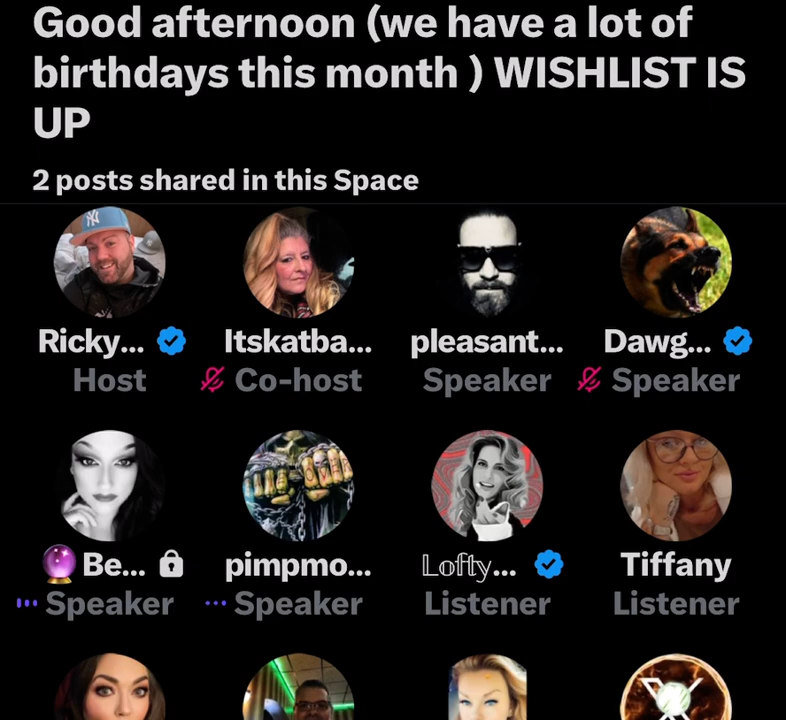 Good afternoon (we have a lot of
birthdays this month ) WISHLIST IS
UP
2 posts shared in this Space
Ricky... Itskatba... pleasant... Dawg...
Host Co-host Speaker Speaker
Be... pimpmo... 𝕃𝕠𝕗𝕥𝕪... Tiffany
Speaker Speaker Listener Listener